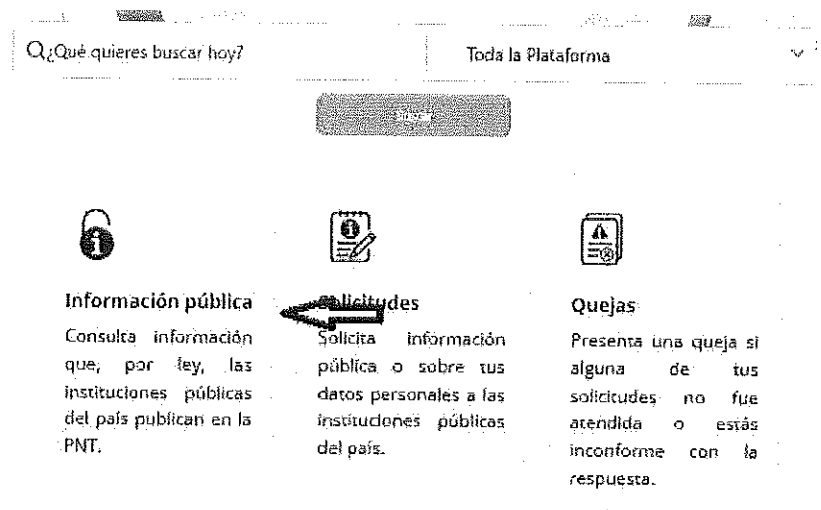 ¿Qué quieres buscar hoy?
Toda la Plataforma
Buscar
Información pública
Consulta información
que, por ley, las
instituciones públicas
del país publican en la
PNT.
Solicitudes
Solicita información
pública o sobre tus
datos personales a las
instituciones públicas
del país.
Quejas
Presenta una queja si
alguna de tus
solicitudes no fue
atendida o estás
inconforme con la
respuesta.